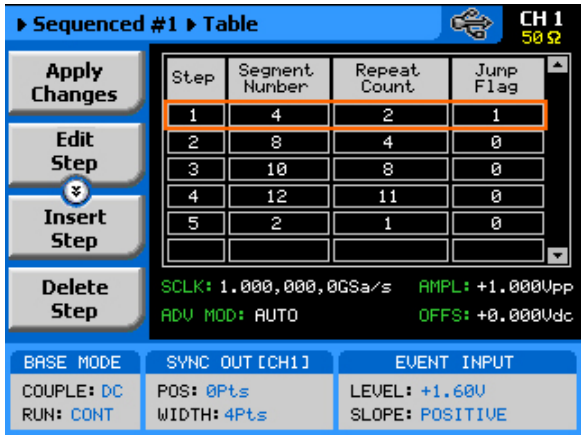 Sequenced #1 ▸ Table
CH 1
50 Ω
Apply Changes
Edit Step
Insert Step
Delete Step
Step Segment Number Repeat Count Jump Flag
1 4 2 1
2 8 4 0
3 10 8 0
4 12 11 0
5 2 1 0
SCLK: 1.000,000,0GSa/s AMPL: +1.000Vpp
ADV MOD: AUTO OFFS: +0.000Vdc
BASE MODE SYNC OUT [CH1] EVENT INPUT
COUPLE: DC POS: 0Pts LEVEL: +1.60V
RUN: CONT WIDTH: 4Pts SLOPE: POSITIVE